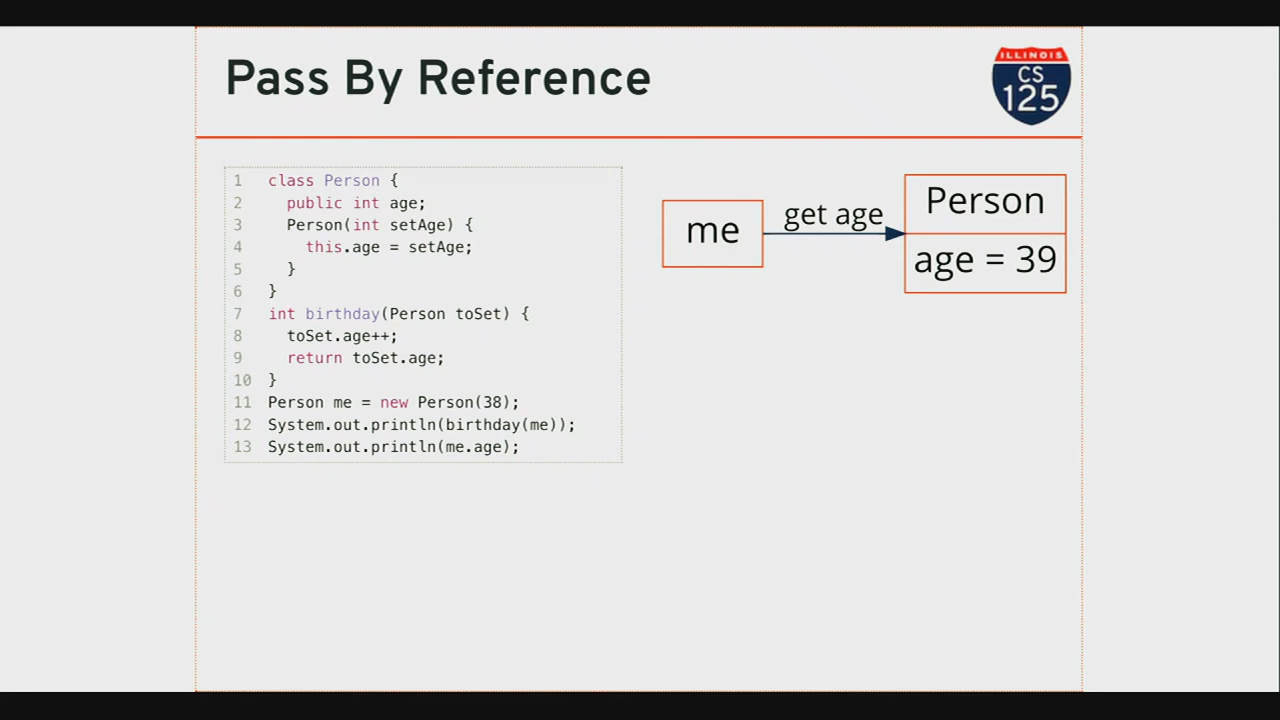 Pass By Reference
ILLINOIS
CS
125
1 class Person {
2   public int age;
3   Person(int setAge) {
4     this.age = setAge;
5   }
6 }
7 int birthday(Person toSet) {
8   toSet.age++;
9   return toSet.age;
10 }
11 Person me = new Person(38);
12 System.out.println(birthday(me));
13 System.out.println(me.age);
me
get age
Person
age = 39